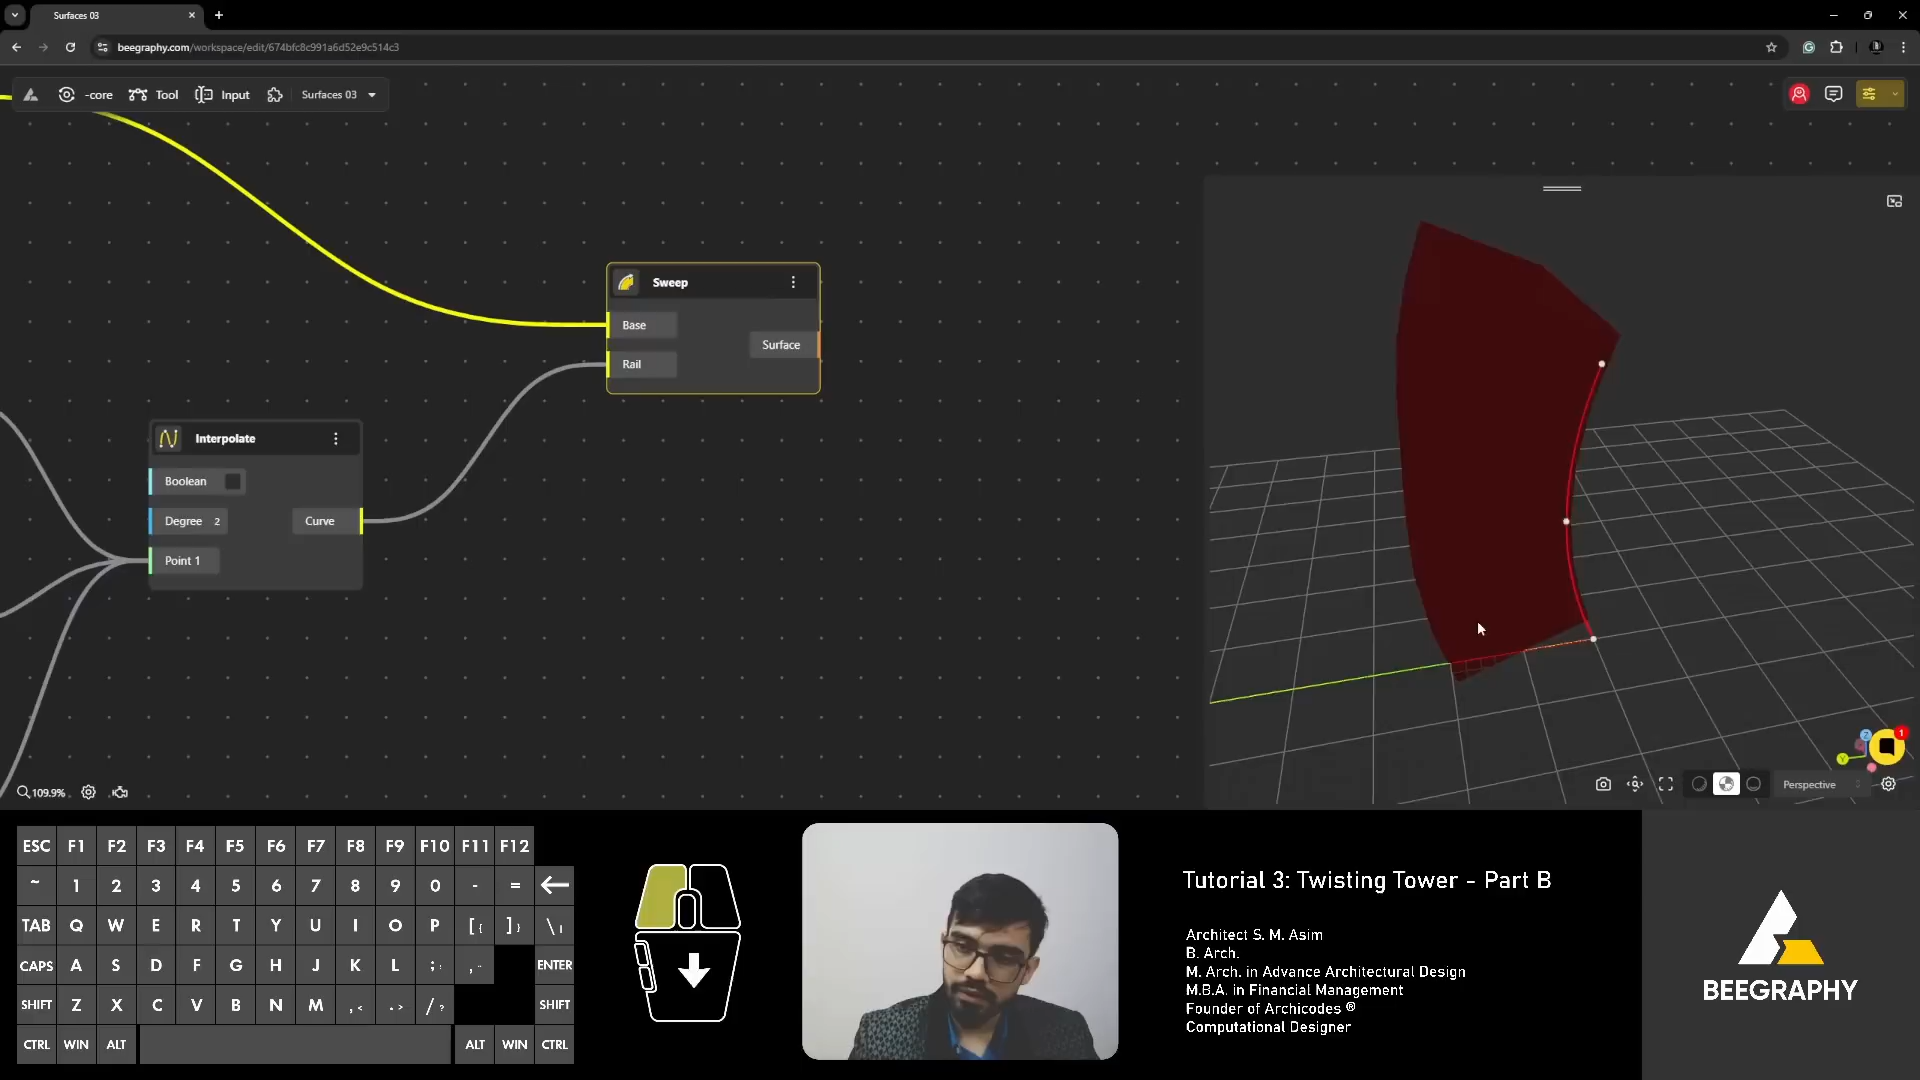 Surfaces 03
beegraphy.com/workspace/edit/674bfc8c991a6d52e9c514c3
-core
Tool
Input
Surfaces 03
Sweep
Base
Surface
Rail
Interpolate
Boolean
Degree 2
Curve
Point 1
109.9%
Z
Y
1
Perspective
ESC F1 F2 F3 F4 F5 F6 F7 F8 F9 F10 F11 F12
~ 1 2 3 4 5 6 7 8 9 0 - =
TAB Q W E R T Y U I O P [{ ]} \|
CAPS A S D F G H J K L ;: ENTER
SHIFT Z X C V B N M ,< .> /? SHIFT
CTRL WIN ALT ALT WIN CTRL
Tutorial 3: Twisting Tower - Part B
Architect S. M. Asim
B. Arch.
M. Arch. in Advance Architectural Design
M.B.A. in Financial Management
Founder of Archicodes ®
Computational Designer
BEEGRAPHY